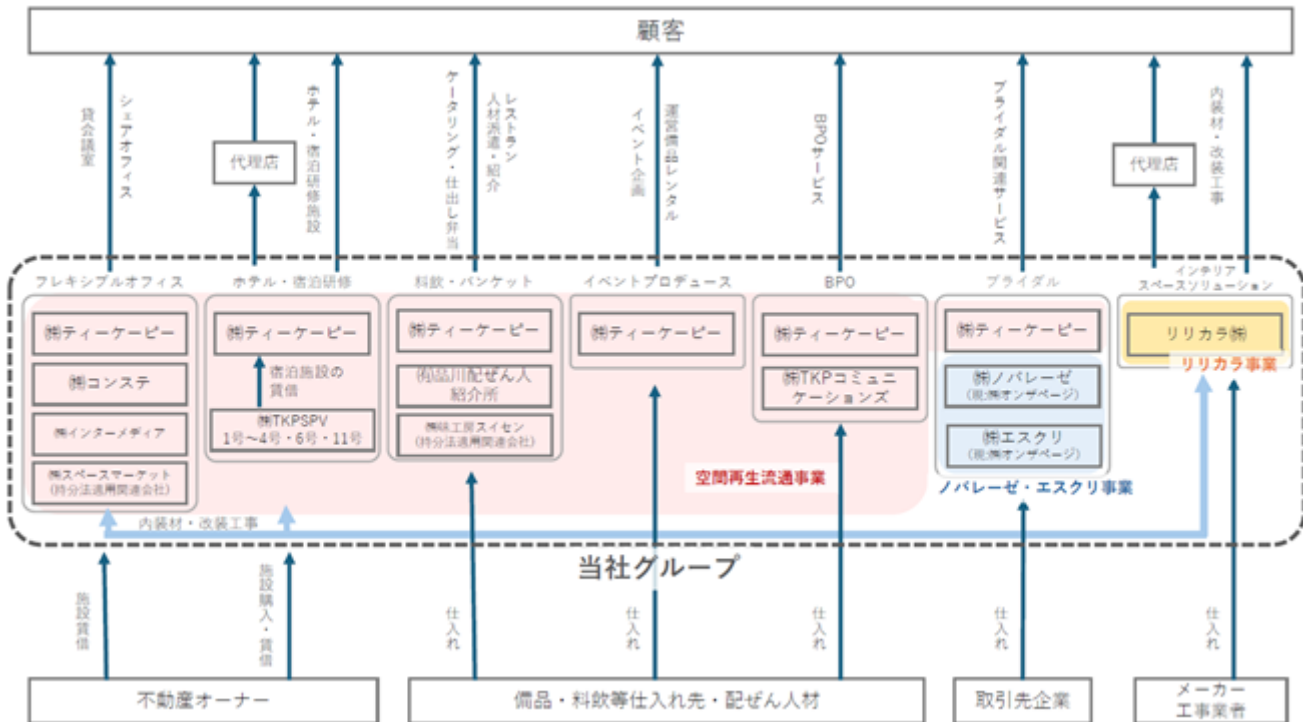 顧客
シェアオフィス
貸会議室
代理店
ホテル・宿泊研修施設
レストラン
人材派遣・紹介
ケータリング・仕出し弁当
運営備品レンタル
イベント企画
BPOサービス
ブライダル関連サービス
代理店
内装材・改装工事
フレキシブルオフィス
ホテル・宿泊研修
料飲・バンケット
イベントプロデュース
BPO
ブライダル
インテリア
スペースソリューション
㈱ティーケーピー
㈱コンステ
㈱インターメディア
㈱スペースマーケット
(持分法適用関連会社)
㈱ティーケーピー
宿泊施設の
賃借
㈱TKPSPV
1号～4号・6号・11号
㈱ティーケーピー
㈲品川配ぜん人
紹介所
㈱味工房スイセン
(持分法適用関連会社)
㈱ティーケーピー
㈱ティーケーピー
㈱TKPコミュニ
ケーションズ
㈱ティーケーピー
㈱ノバレーゼ
(現:㈱オンザページ)
㈱エスクリ
(現:㈱オンザページ)
リリカラ㈱
リリカラ事業
空間再生流通事業
ノバレーゼ・エスクリ事業
内装材・改装工事
当社グループ
施設賃借
施設購入・賃借
仕入れ
仕入れ
仕入れ
仕入れ
仕入れ
不動産オーナー
備品・料飲等仕入れ先・配ぜん人材
取引先企業
メーカー
工事業者